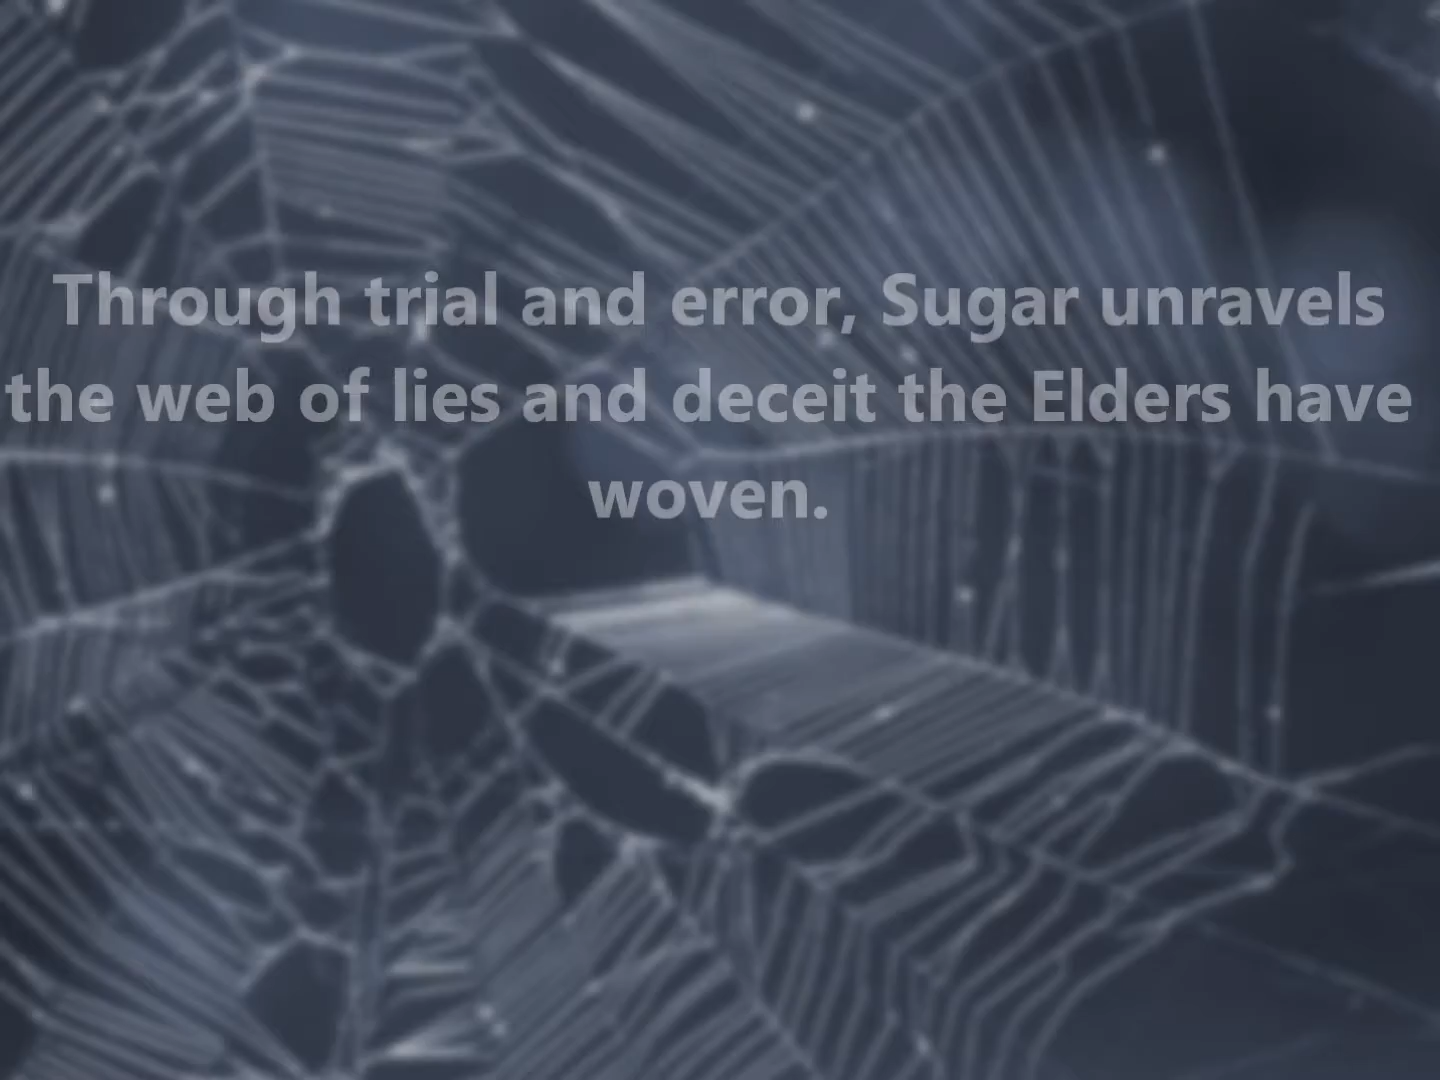 Through trial and error, Sugar unravels
the web of lies and deceit the Elders have
woven.